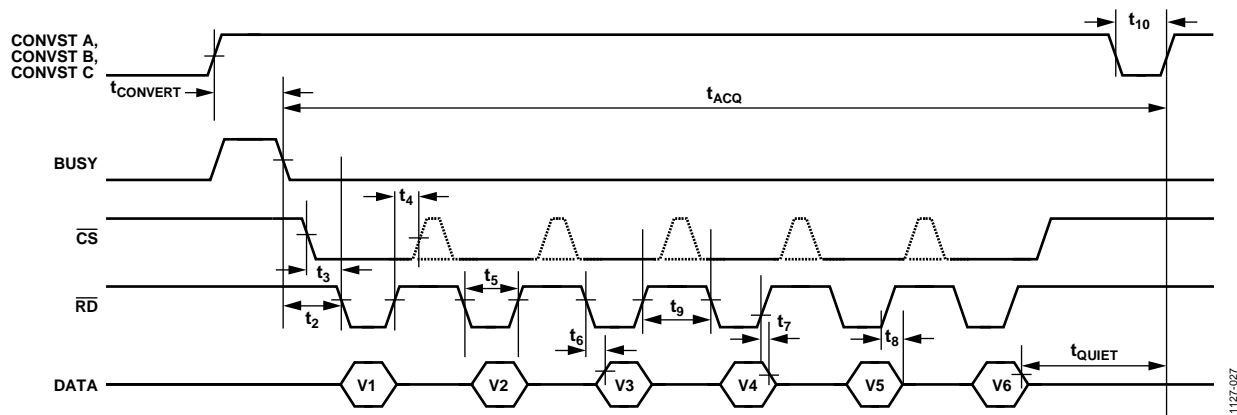 CONVST A,
CONVST B,
CONVST C
t10
tCONVERT
tACQ
BUSY
t4
CS
t3
t5
RD
t2
t9
t6
t7
t8
tQUIET
DATA
V1
V2
V3
V4
V5
V6
1127-027